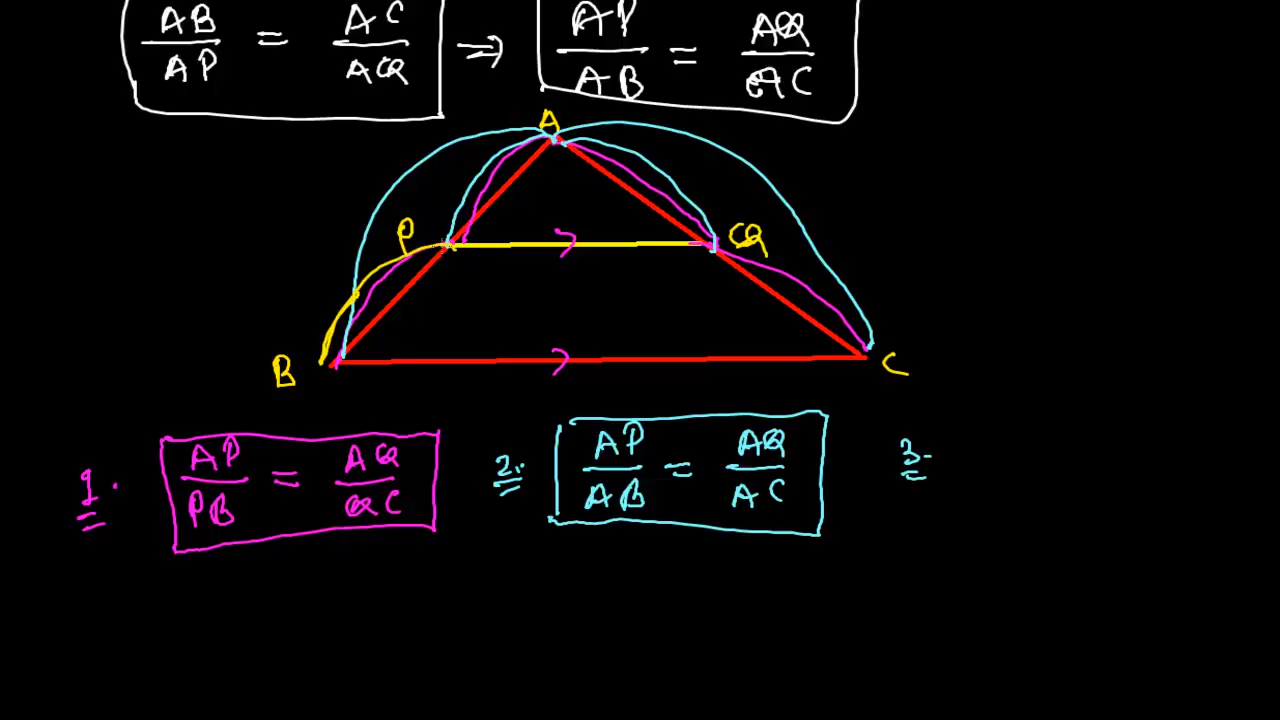 AB/AP = AC/AQ ⇒ AP/AB = AQ/AC
A
P Q
B C
1. AP/PB = AQ/QC 2. AP/AB = AQ/AC 3.